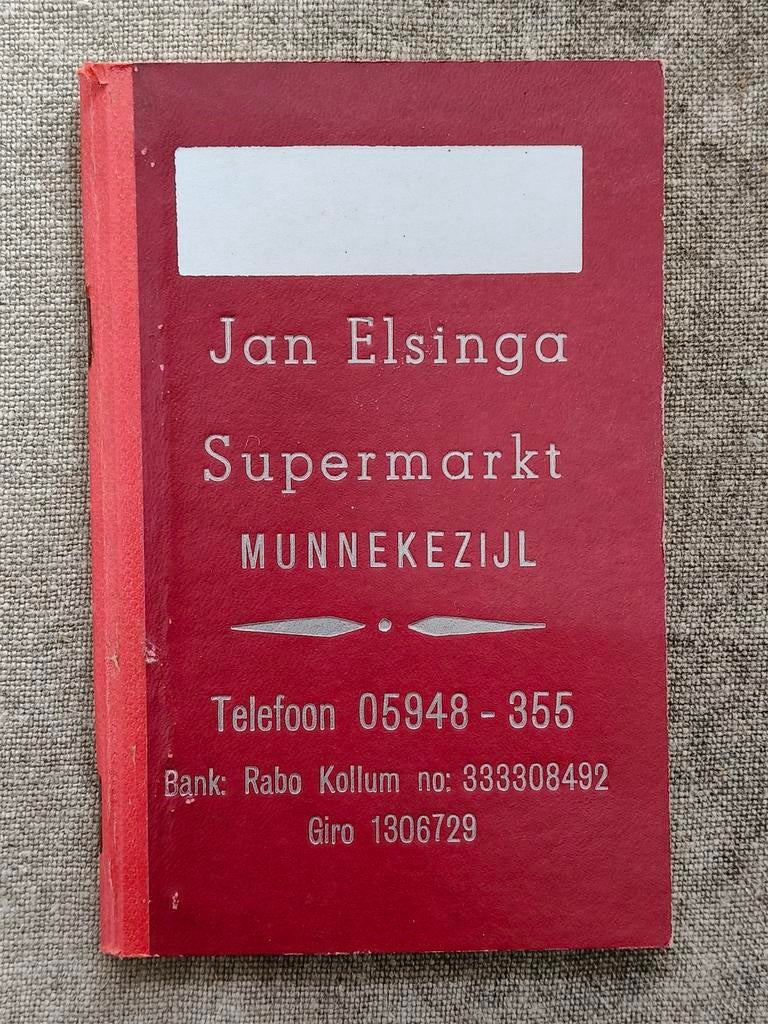 Jan Elsinga
Supermarkt
MUNNEKEZIJL
Telefoon 05948 - 355
Bank: Rabo Kollum no: 333308492
Giro 1306729